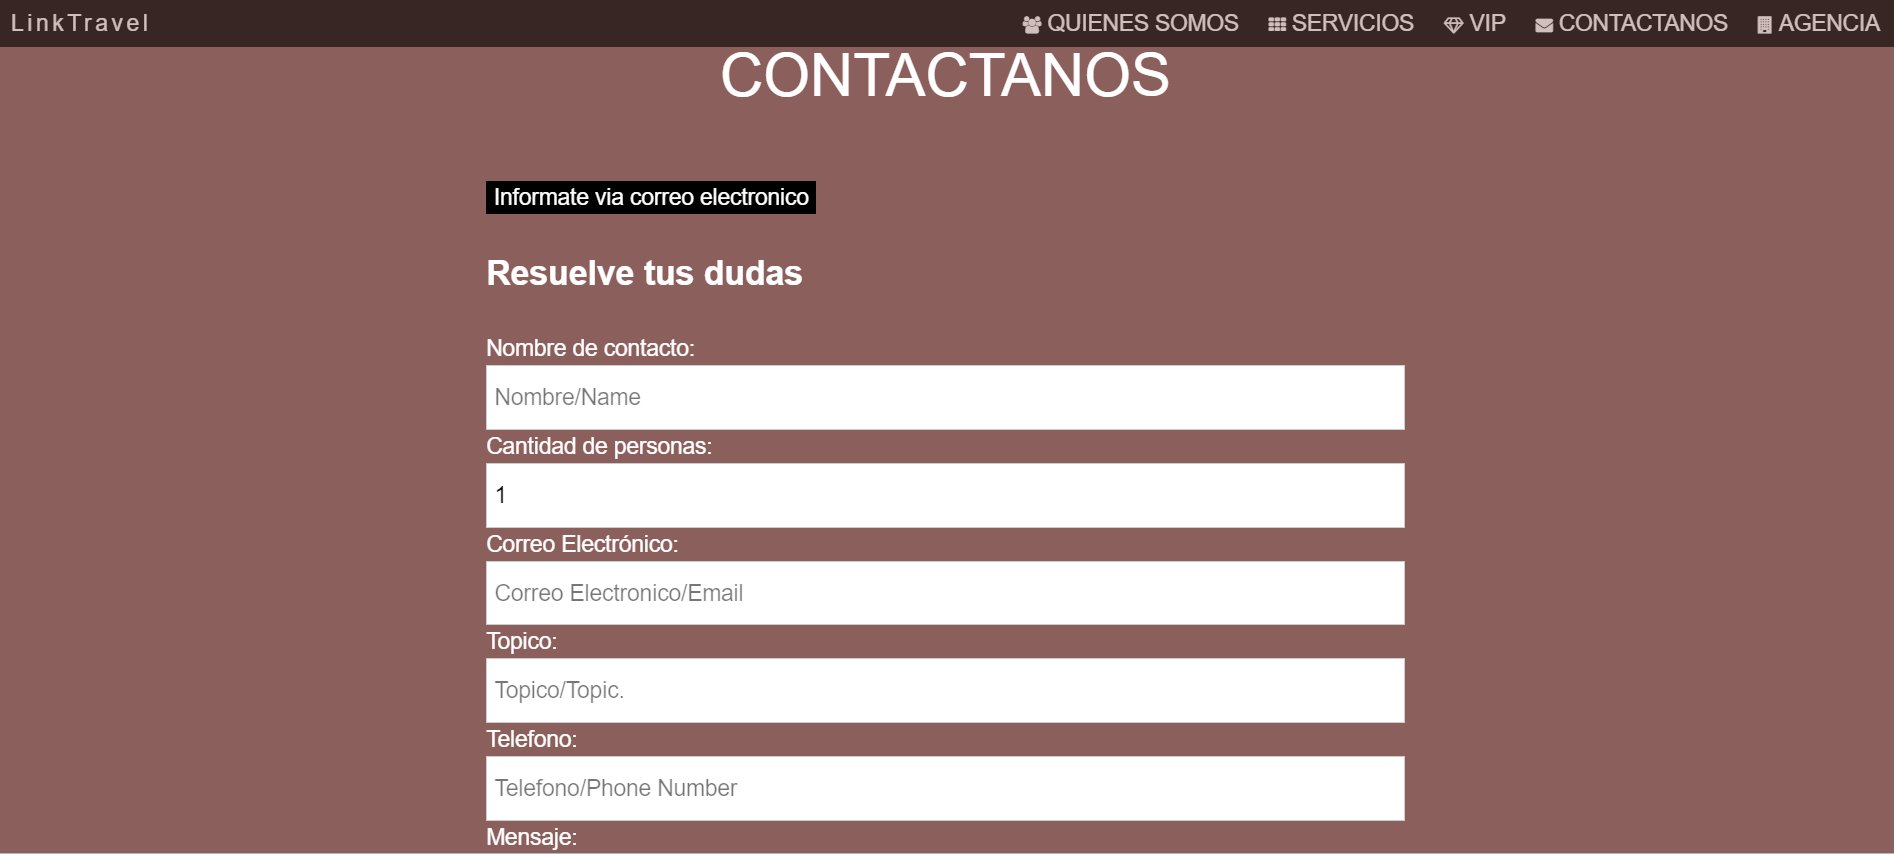 LinkTravel QUIENES SOMOS SERVICIOS VIP CONTACTANOS AGENCIA
CONTACTANOS
Informate via correo electronico
Resuelve tus dudas
Nombre de contacto:
Nombre/Name
Cantidad de personas:
1
Correo Electrónico:
Correo Electronico/Email
Topico:
Topico/Topic.
Telefono:
Telefono/Phone Number
Mensaje: